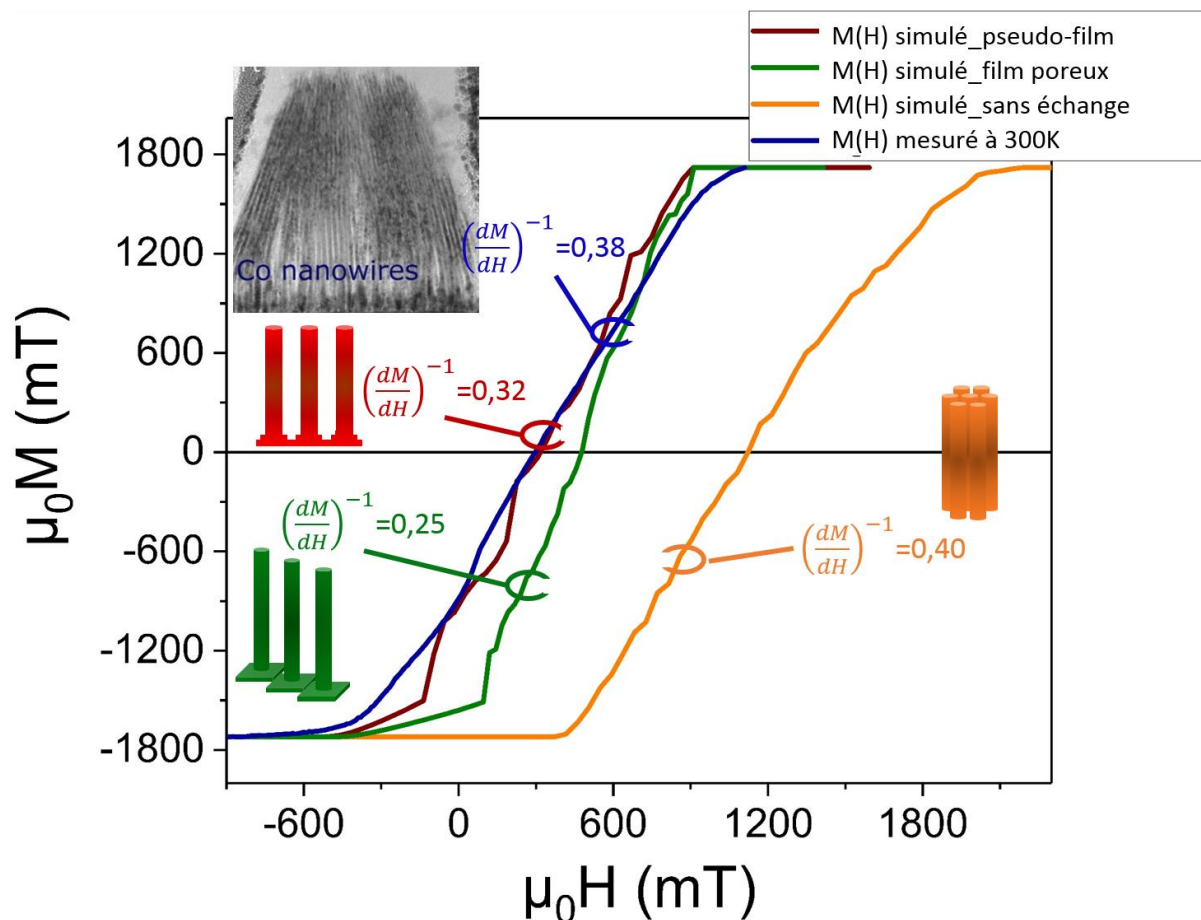 M(H) simulé_pseudo-film
M(H) simulé_film poreux
M(H) simulé_sans échange
M(H) mesuré à 300K
Co nanowires
(dM/dH)⁻¹=0,38
(dM/dH)⁻¹=0,32
(dM/dH)⁻¹=0,25
(dM/dH)⁻¹=0,40
μ₀M (mT)
1800
1200
600
0
-600
-1200
-1800
-600 0 600 1200 1800
μ₀H (mT)